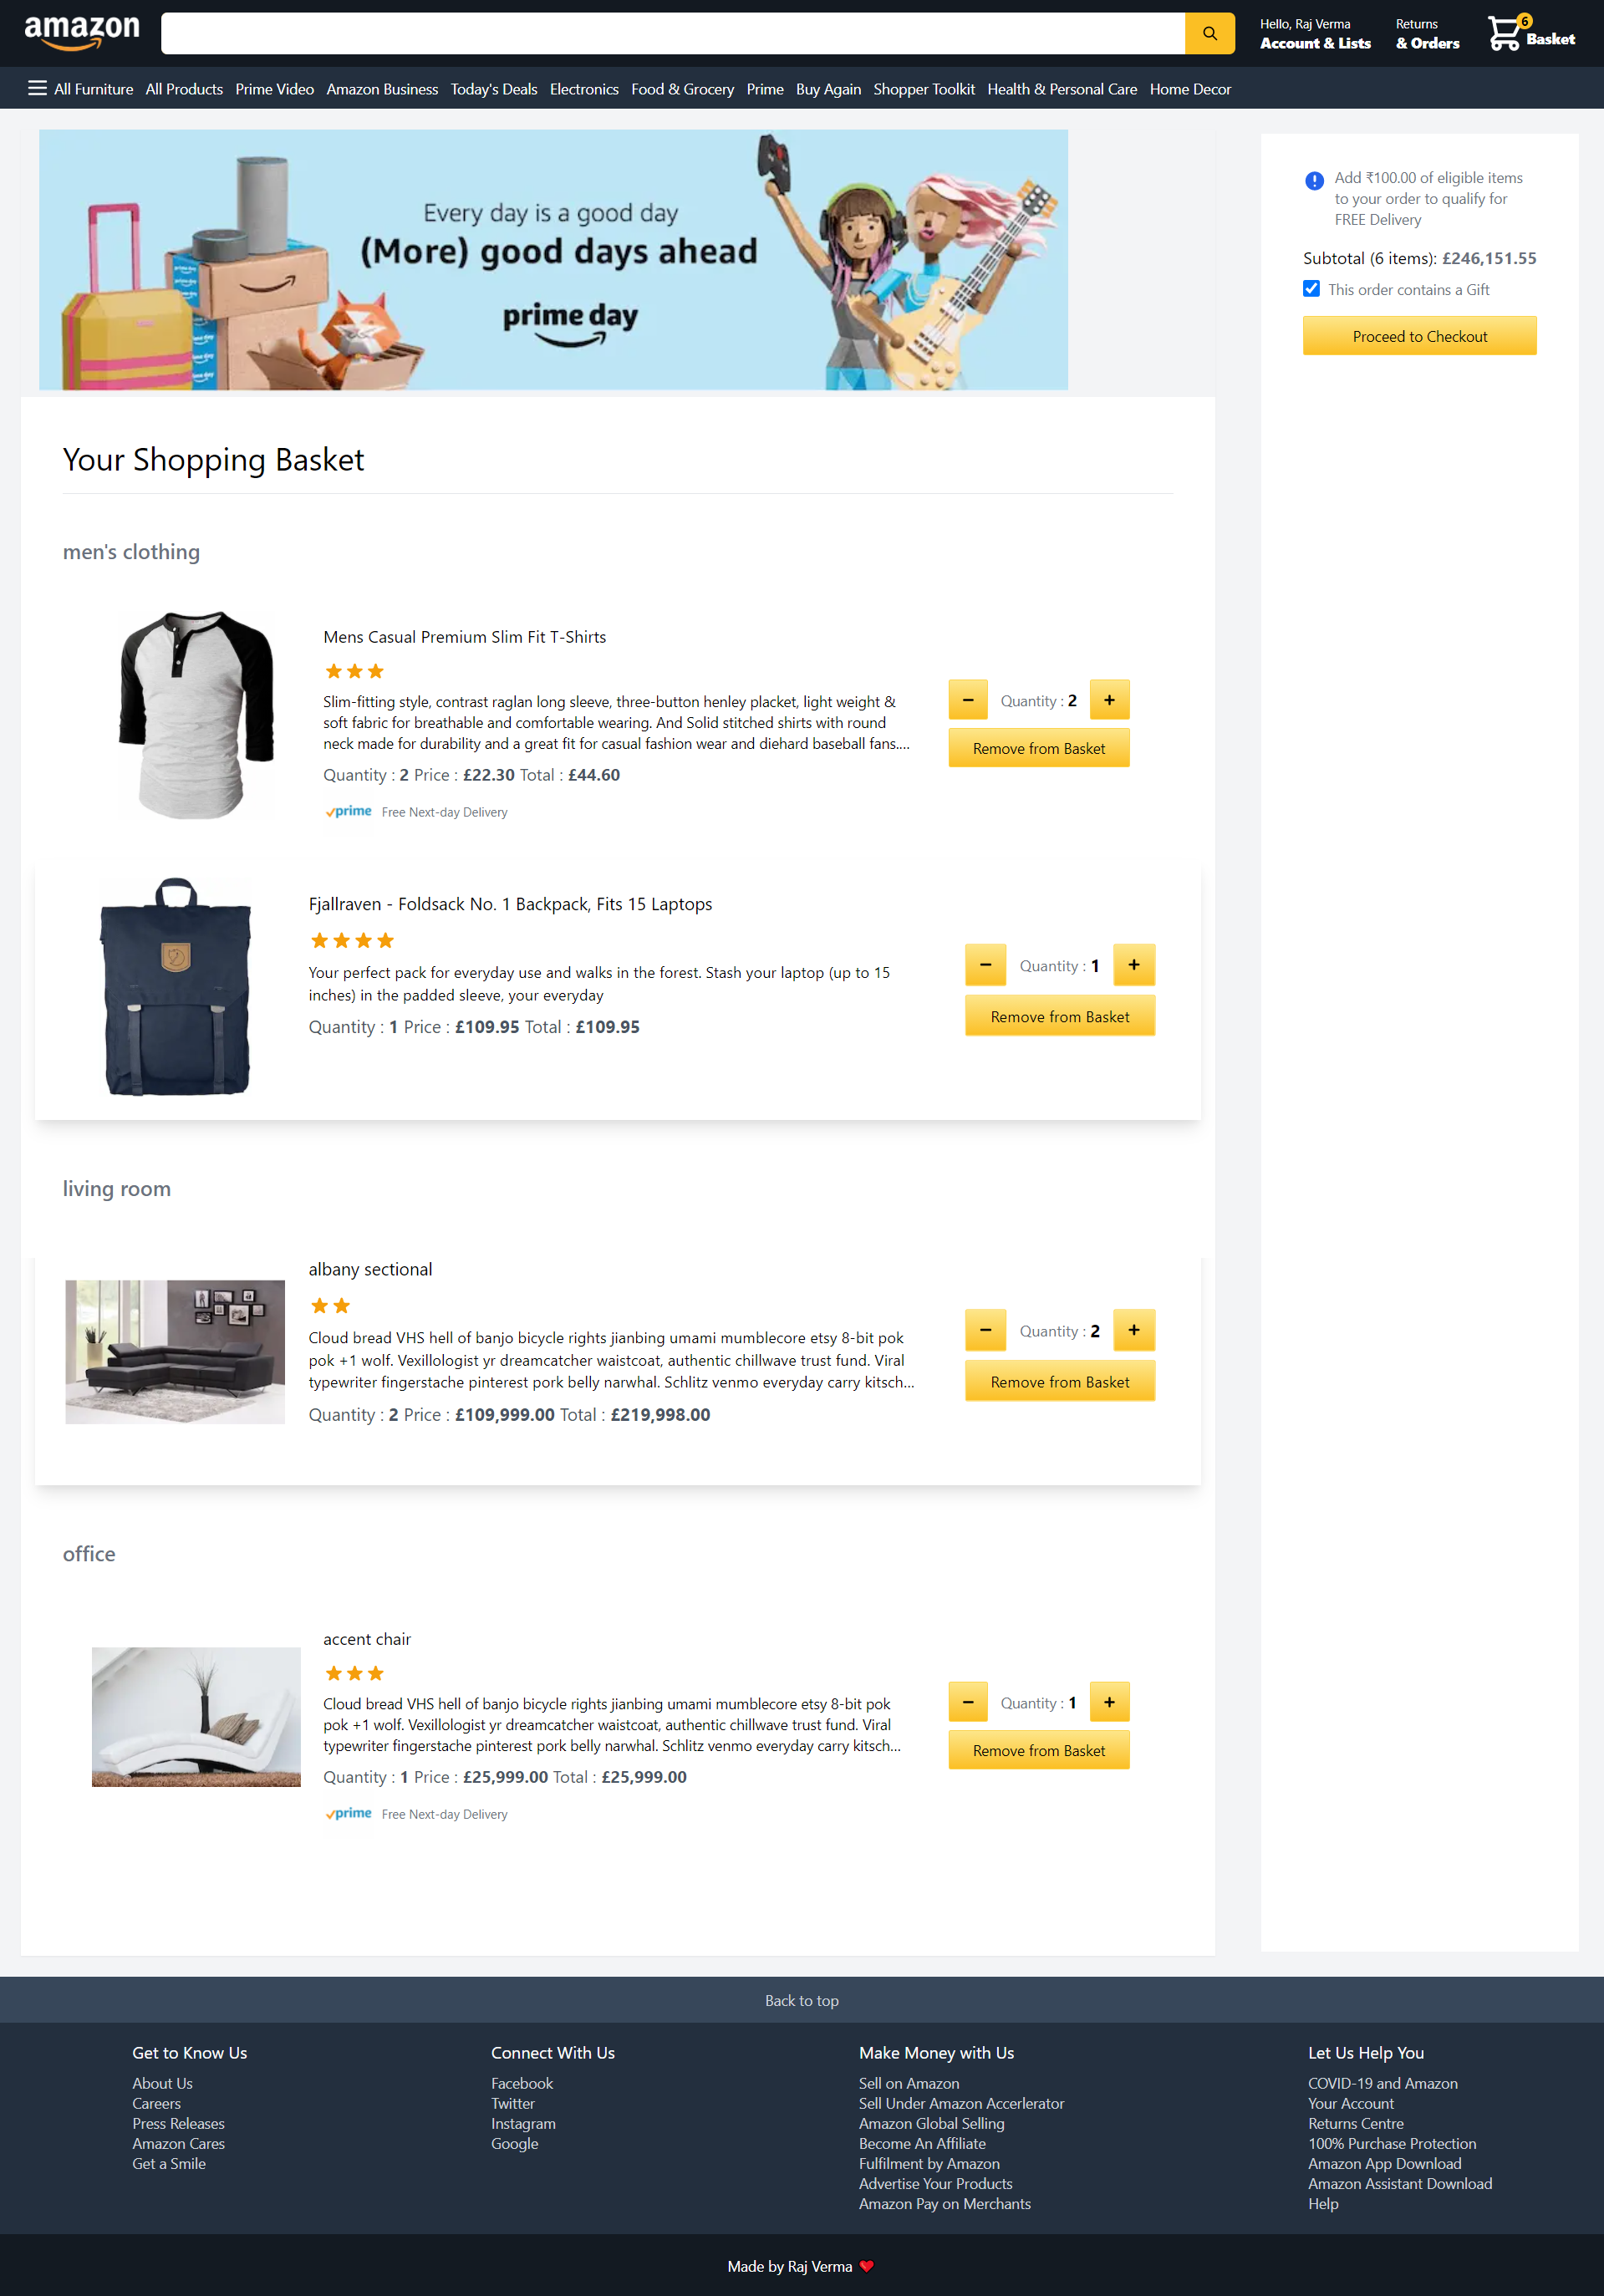 amazon
Hello, Raj Verma
Account & Lists
Returns
& Orders
6
Basket
All Furniture All Products Prime Video Amazon Business Today's Deals Electronics Food & Grocery Prime Buy Again Shopper Toolkit Health & Personal Care Home Decor
Every day is a good day
(More) good days ahead
prime day
Add ₹100.00 of eligible items
to your order to qualify for
FREE Delivery
Subtotal (6 items): £246,151.55
This order contains a Gift
Proceed to Checkout
Your Shopping Basket
men's clothing
Mens Casual Premium Slim Fit T-Shirts
Slim-fitting style, contrast raglan long sleeve, three-button henley placket, light weight &
soft fabric for breathable and comfortable wearing. And Solid stitched shirts with round
neck made for durability and a great fit for casual fashion wear and diehard baseball fans....
Quantity : 2 Price : £22.30 Total : £44.60
prime Free Next-day Delivery
− Quantity : 2 +
Remove from Basket
Fjallraven - Foldsack No. 1 Backpack, Fits 15 Laptops
Your perfect pack for everyday use and walks in the forest. Stash your laptop (up to 15
inches) in the padded sleeve, your everyday
Quantity : 1 Price : £109.95 Total : £109.95
− Quantity : 1 +
Remove from Basket
living room
albany sectional
Cloud bread VHS hell of banjo bicycle rights jianbing umami mumblecore etsy 8-bit pok
pok +1 wolf. Vexillologist yr dreamcatcher waistcoat, authentic chillwave trust fund. Viral
typewriter fingerstache pinterest pork belly narwhal. Schlitz venmo everyday carry kitsch...
Quantity : 2 Price : £109,999.00 Total : £219,998.00
− Quantity : 2 +
Remove from Basket
office
accent chair
Cloud bread VHS hell of banjo bicycle rights jianbing umami mumblecore etsy 8-bit pok
pok +1 wolf. Vexillologist yr dreamcatcher waistcoat, authentic chillwave trust fund. Viral
typewriter fingerstache pinterest pork belly narwhal. Schlitz venmo everyday carry kitsch...
Quantity : 1 Price : £25,999.00 Total : £25,999.00
prime Free Next-day Delivery
− Quantity : 1 +
Remove from Basket
Back to top
Get to Know Us
About Us
Careers
Press Releases
Amazon Cares
Get a Smile
Connect With Us
Facebook
Twitter
Instagram
Google
Make Money with Us
Sell on Amazon
Sell Under Amazon Accerlerator
Amazon Global Selling
Become An Affiliate
Fulfilment by Amazon
Advertise Your Products
Amazon Pay on Merchants
Let Us Help You
COVID-19 and Amazon
Your Account
Returns Centre
100% Purchase Protection
Amazon App Download
Amazon Assistant Download
Help
Made by Raj Verma ❤